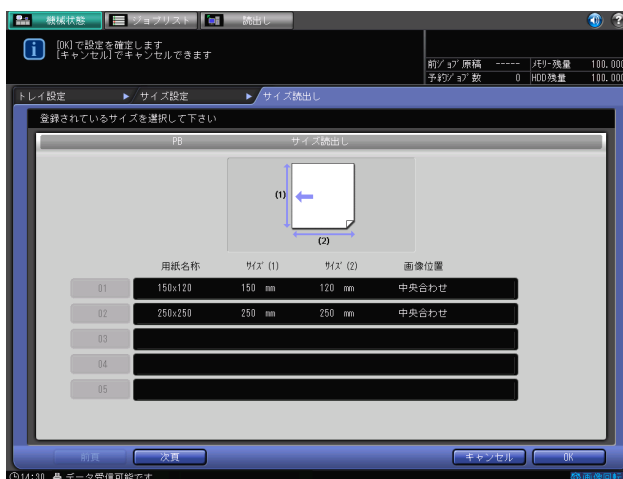 機械状態 ジョブリスト 読出し
[OK]で設定を確定します
[キャンセル]でキャンセルできます
前ｼﾞｮﾌﾞ原稿 ----- ﾒﾓﾘｰ残量 100.000
予約ｼﾞｮﾌﾞ数 0 HDD残量 100.000
トレイ設定 ▶ サイズ設定 ▶ サイズ読出し
登録されているサイズを選択して下さい
PB サイズ読出し
(1)
(2)
用紙名称 ｻｲｽﾞ(1) ｻｲｽﾞ(2) 画像位置
01 150x120 150 mm 120 mm 中央合わせ
02 250x250 250 mm 250 mm 中央合わせ
03
04
05
前頁 次頁 キャンセル OK
14:30 データ受信可能です 画像回転